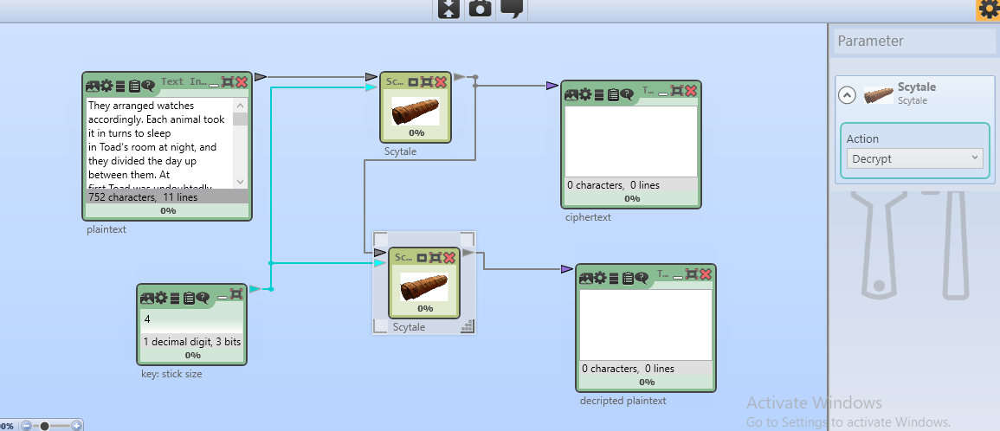 Parameter
Text In...
They arranged watches
accordingly. Each animal took
it in turns to sleep
in Toad's room at night, and
they divided the day up
between them. At
first Toad was undoubtedly
752 characters, 11 lines
0%
plaintext
Sc...
0%
Scytale
T...
0 characters, 0 lines
0%
ciphertext
Scytale
Scytale
Action
Decrypt
4
1 decimal digit, 3 bits
0%
key: stick size
Sc...
0%
Scytale
T...
0 characters, 0 lines
0%
decripted plaintext
Activate Windows
Go to Settings to activate Windows.
00%